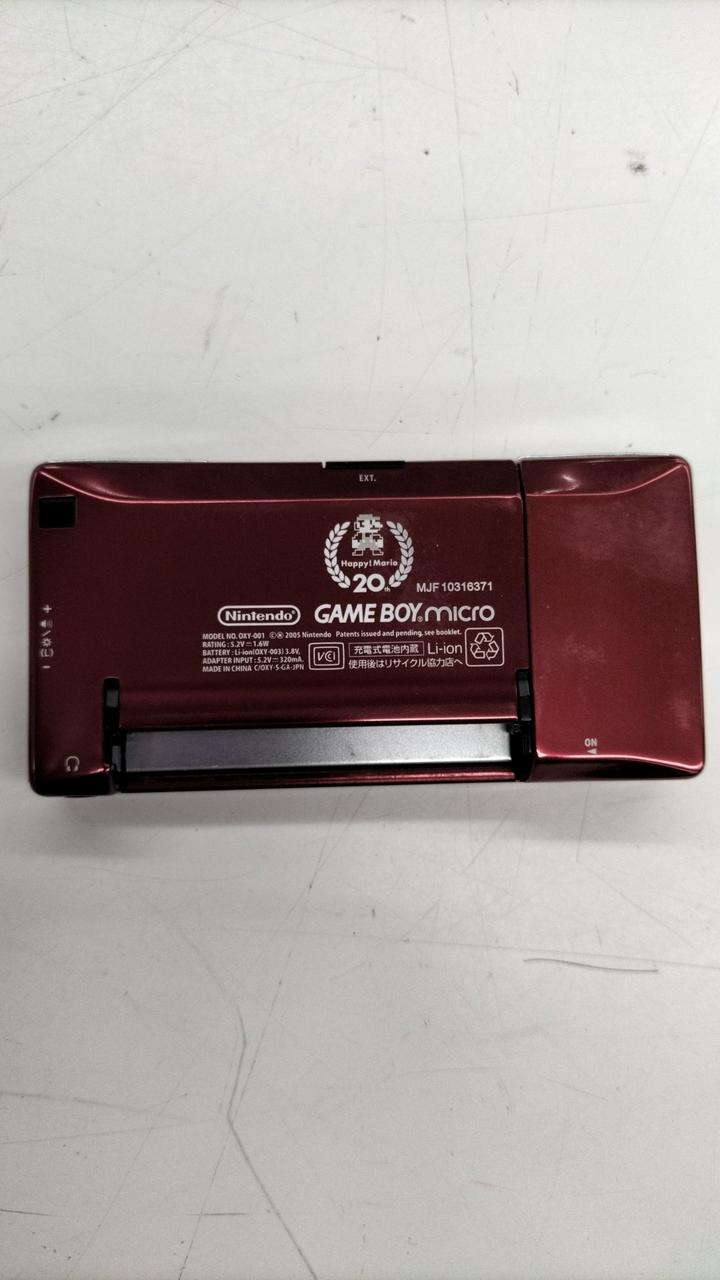 EXT.
Happy! Mario
20th
MJF 10316371
Nintendo GAME BOY micro
MODEL NO. OXY-001 ©Ⓜ 2005 Nintendo Patents issued and pending, see booklet.
RATING : 5.2V⎓1.6W
BATTERY : Li-ion(OXY-003) 3.8V,
ADAPTER INPUT : 5.2V⎓320mA.
MADE IN CHINA C/OXY-S-GA-JPN
VCI
充電式電池内蔵 Li-ion
使用後はリサイクル協力店へ
ON